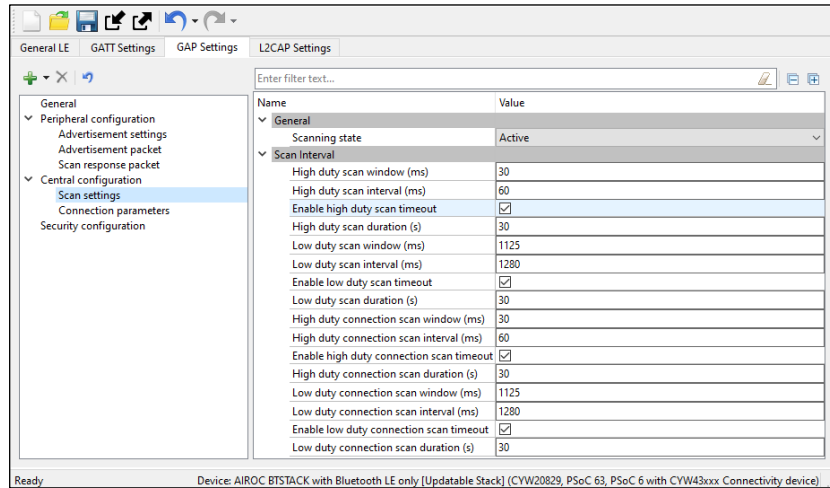 General LE GATT Settings GAP Settings L2CAP Settings
Enter filter text...
General
Peripheral configuration
Advertisement settings
Advertisement packet
Scan response packet
Central configuration
Scan settings
Connection parameters
Security configuration
Name Value
General
Scanning state Active
Scan Interval
High duty scan window (ms) 30
High duty scan interval (ms) 60
Enable high duty scan timeout
High duty scan duration (s) 30
Low duty scan window (ms) 1125
Low duty scan interval (ms) 1280
Enable low duty scan timeout
Low duty scan duration (s) 30
High duty connection scan window (ms) 30
High duty connection scan interval (ms) 60
Enable high duty connection scan timeout
High duty connection scan duration (s) 30
Low duty connection scan window (ms) 1125
Low duty connection scan interval (ms) 1280
Enable low duty connection scan timeout
Low duty connection scan duration (s) 30
Ready Device: AIROC BTSTACK with Bluetooth LE only [Updatable Stack] (CYW20829, PSoC 63, PSoC 6 with CYW43xxx Connectivity device)